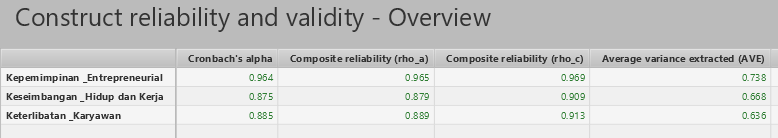 Construct reliability and validity - Overview
Cronbach's alpha Composite reliability (rho_a) Composite reliability (rho_c) Average variance extracted (AVE)
Kepemimpinan _Entrepreneurial 0.964 0.965 0.969 0.738
Keseimbangan _Hidup dan Kerja 0.875 0.879 0.909 0.668
Keterlibatan _Karyawan 0.885 0.889 0.913 0.636